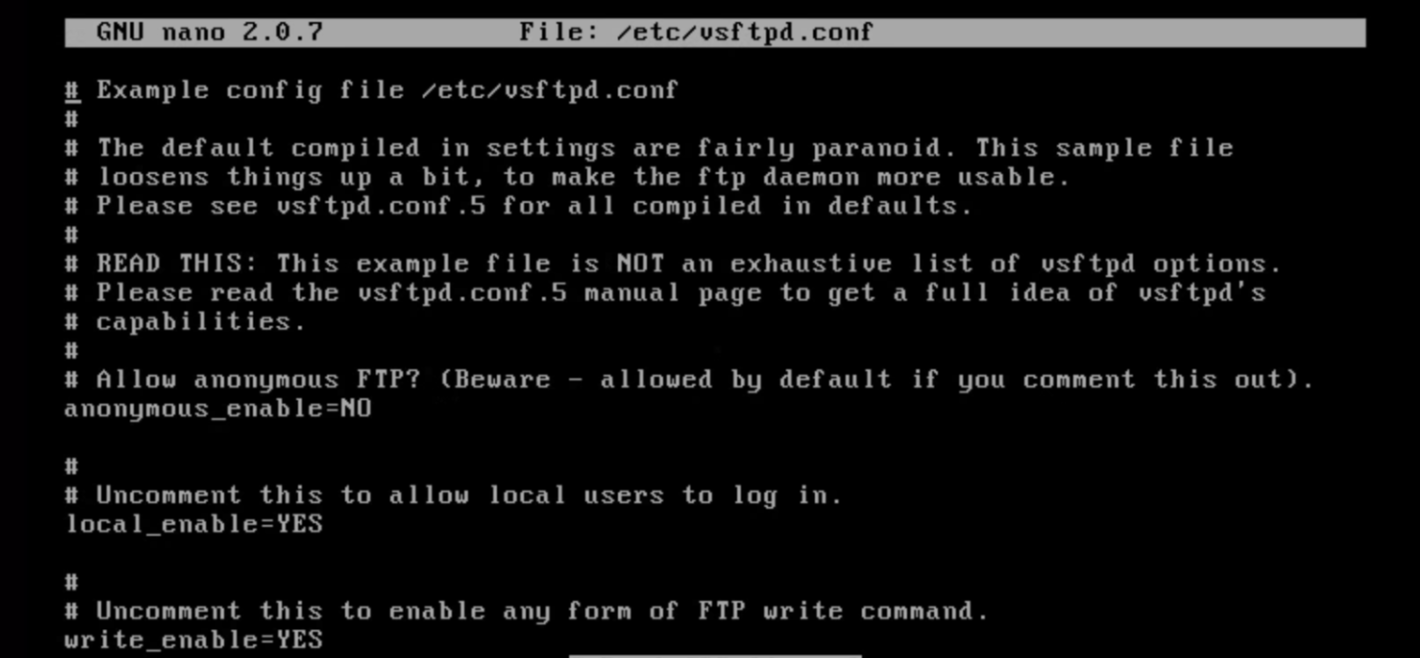 GNU nano 2.0.7 File: /etc/vsftpd.conf
# Example config file /etc/vsftpd.conf
#
# The default compiled in settings are fairly paranoid. This sample file
# loosens things up a bit, to make the ftp daemon more usable.
# Please see vsftpd.conf.5 for all compiled in defaults.
#
# READ THIS: This example file is NOT an exhaustive list of vsftpd options.
# Please read the vsftpd.conf.5 manual page to get a full idea of vsftpd's
# capabilities.
#
# Allow anonymous FTP? (Beware - allowed by default if you comment this out).
anonymous_enable=NO
#
# Uncomment this to allow local users to log in.
local_enable=YES
#
# Uncomment this to enable any form of FTP write command.
write_enable=YES